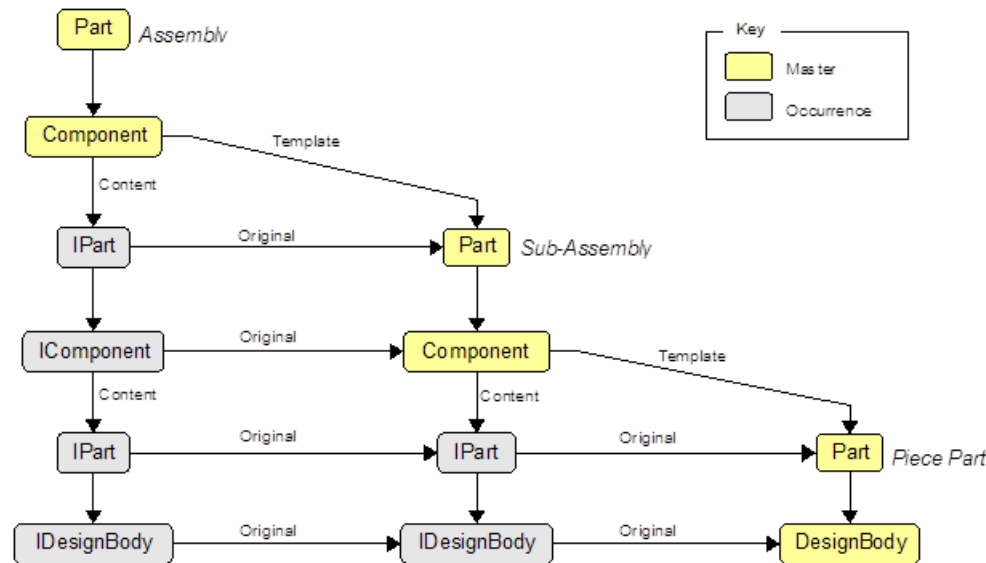 Part
Assembly
Key
Master
Occurrence
Component
Template
Content
IPart
Original
Part
Sub-Assembly
IComponent
Original
Component
Template
Content
Content
IPart
Original
IPart
Original
Part
Piece Part
IDesignBody
Original
IDesignBody
Original
DesignBody